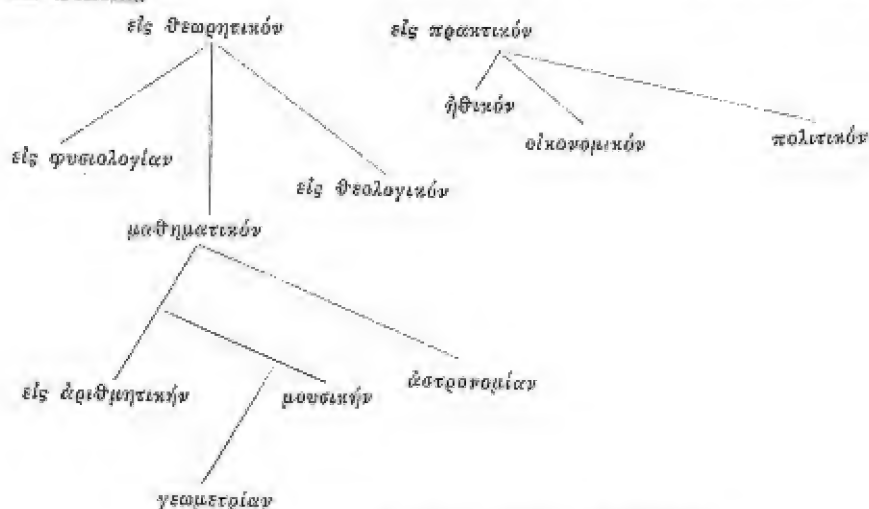 εἰς θεωρητικόν εἰς πρακτικόν
ἠθικόν
οἰκονομικόν πολιτικόν
εἰς φυσιολογίαν
εἰς θεολογικόν
μαθηματικόν
εἰς ἀριθμητικήν μουσικήν ἀστρονομίαν
γεωμετρίαν